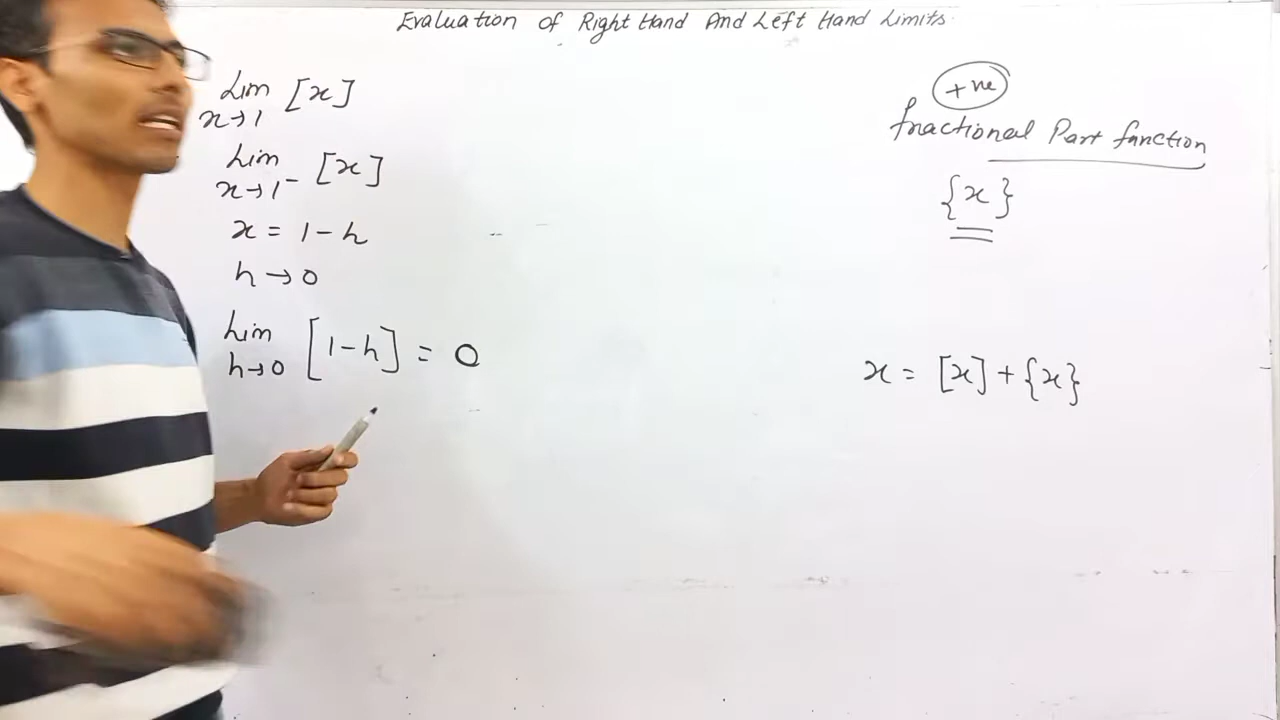 Evaluation of Right Hand And Left Hand Limits.
Lim [x]
x→1
Lim [x]
x→1⁻
x = 1-h
h→0
Lim [1-h] = 0
h→0
+ve
fractional Part function
{x}
x = [x] + {x}